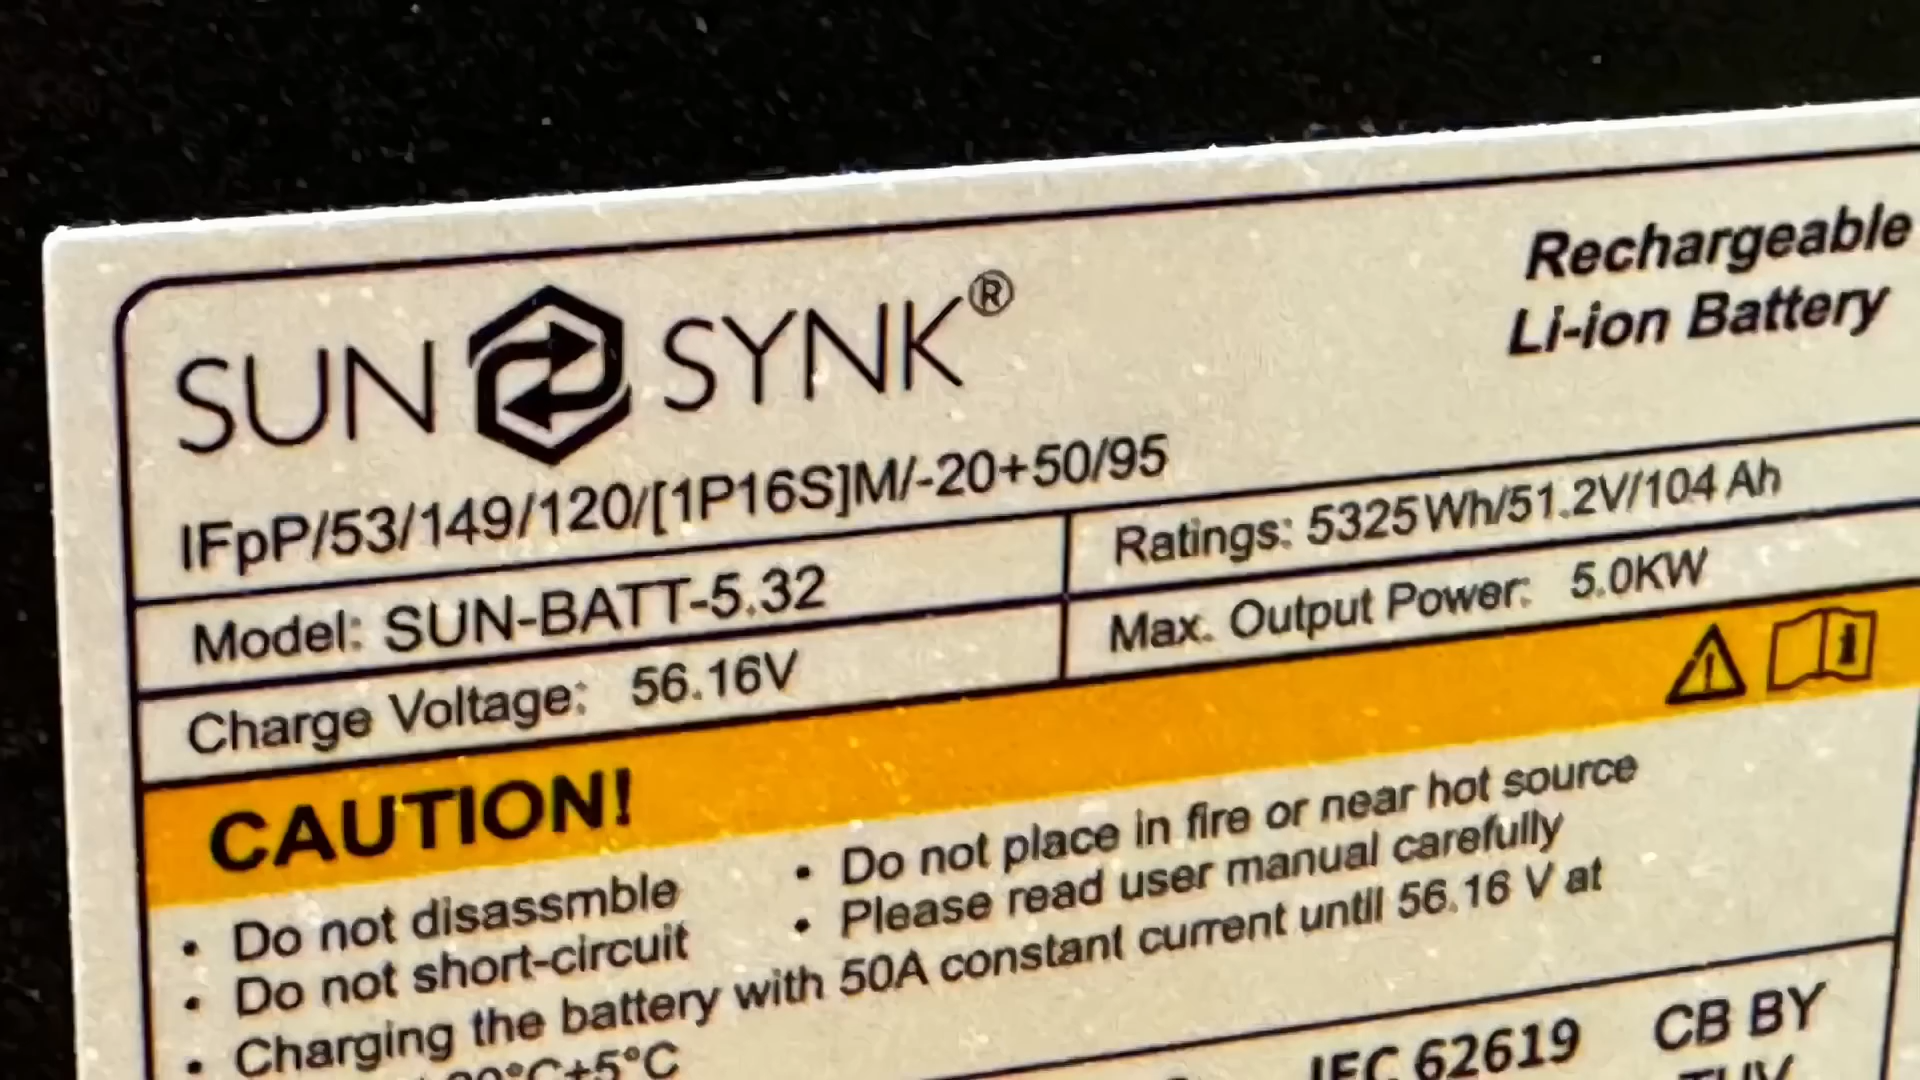 SUN SYNK®
Rechargeable
Li-ion Battery
IFpP/53/149/120/[1P16S]M/-20+50/95
Ratings: 5325Wh/51.2V/104 Ah
Model: SUN-BATT-5.32
Max. Output Power: 5.0KW
Charge Voltage: 56.16V
CAUTION!
• Do not disassmble
• Do not short-circuit
• Do not place in fire or near hot source
• Please read user manual carefully
• Charging the battery with 50A constant current until 56.16 V at
°C±5°C
IEC 62619
CB BY
TUV